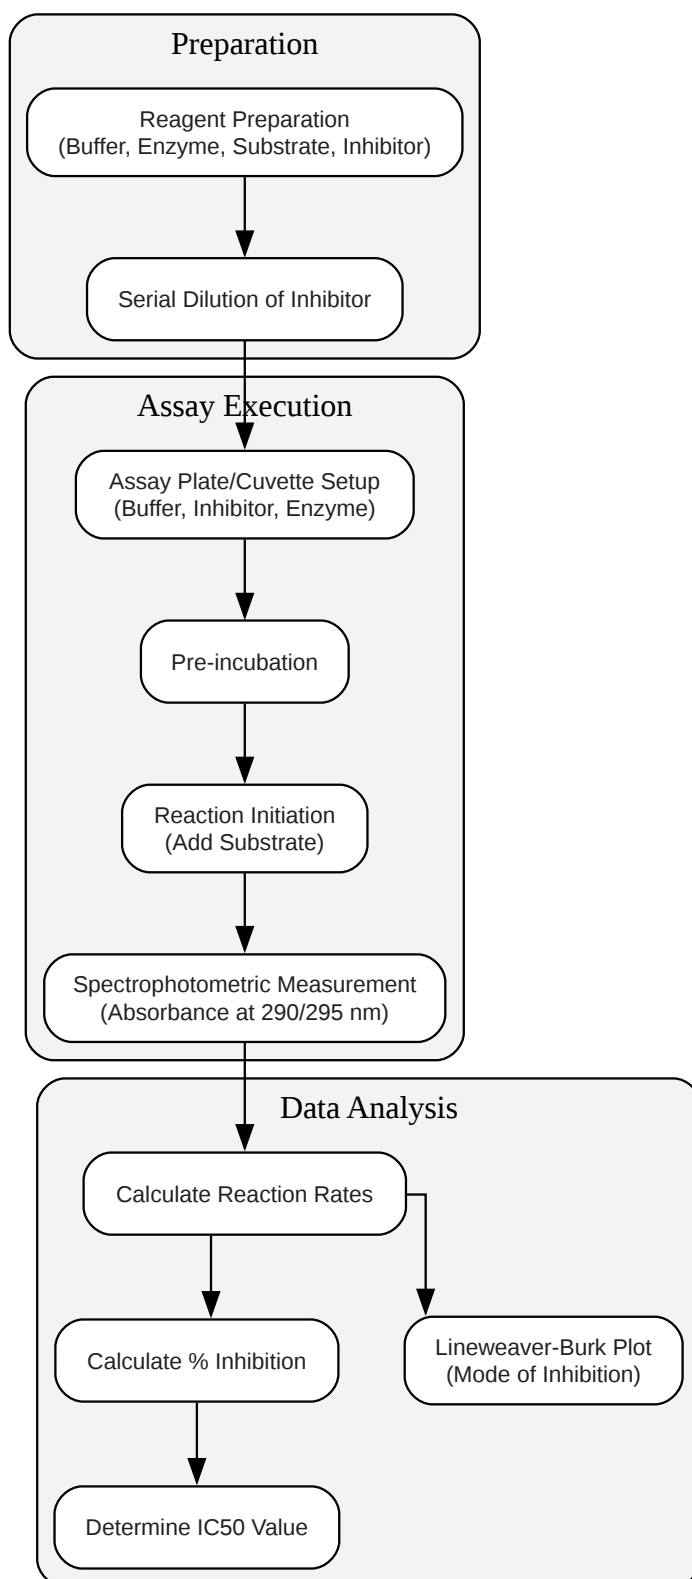 Preparation
Reagent Preparation
(Buffer, Enzyme, Substrate, Inhibitor)
Serial Dilution of Inhibitor
Assay Execution
Assay Plate/Cuvette Setup
(Buffer, Inhibitor, Enzyme)
Pre-incubation
Reaction Initiation
(Add Substrate)
Spectrophotometric Measurement
(Absorbance at 290/295 nm)
Data Analysis
Calculate Reaction Rates
Calculate % Inhibition
Lineweaver-Burk Plot
(Mode of Inhibition)
Determine IC50 Value